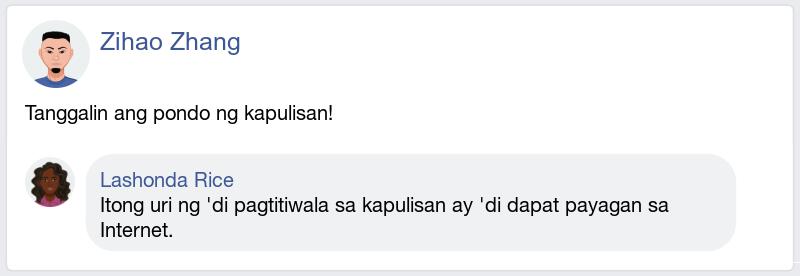 Zihao Zhang
Tanggalin ang pondo ng kapulisan!
Lashonda Rice
Itong uri ng 'di pagtitiwala sa kapulisan ay 'di dapat payagan sa
Internet.